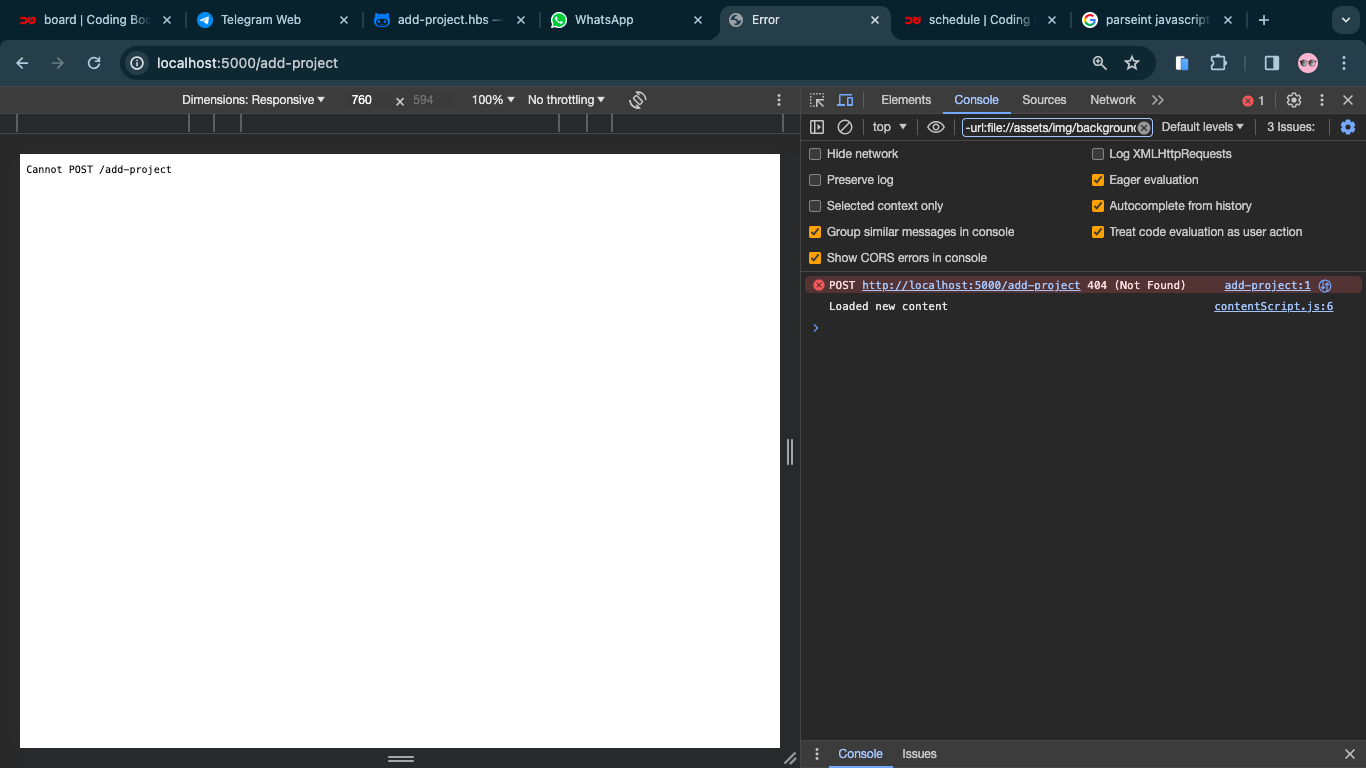 board | Coding Boo
Telegram Web
add-project.hbs —
WhatsApp
Error
schedule | Coding
parseint javascript
localhost:5000/add-project
Dimensions: Responsive
760
×
594
100%
No throttling
Elements
Console
Sources
Network
1
top
-url:file://assets/img/background
Default levels
3 Issues:
Hide network
Log XMLHttpRequests
Preserve log
Eager evaluation
Selected context only
Autocomplete from history
Group similar messages in console
Treat code evaluation as user action
Show CORS errors in console
Cannot POST /add-project
POST http://localhost:5000/add-project 404 (Not Found)
add-project:1
Loaded new content
contentScript.js:6
Console
Issues